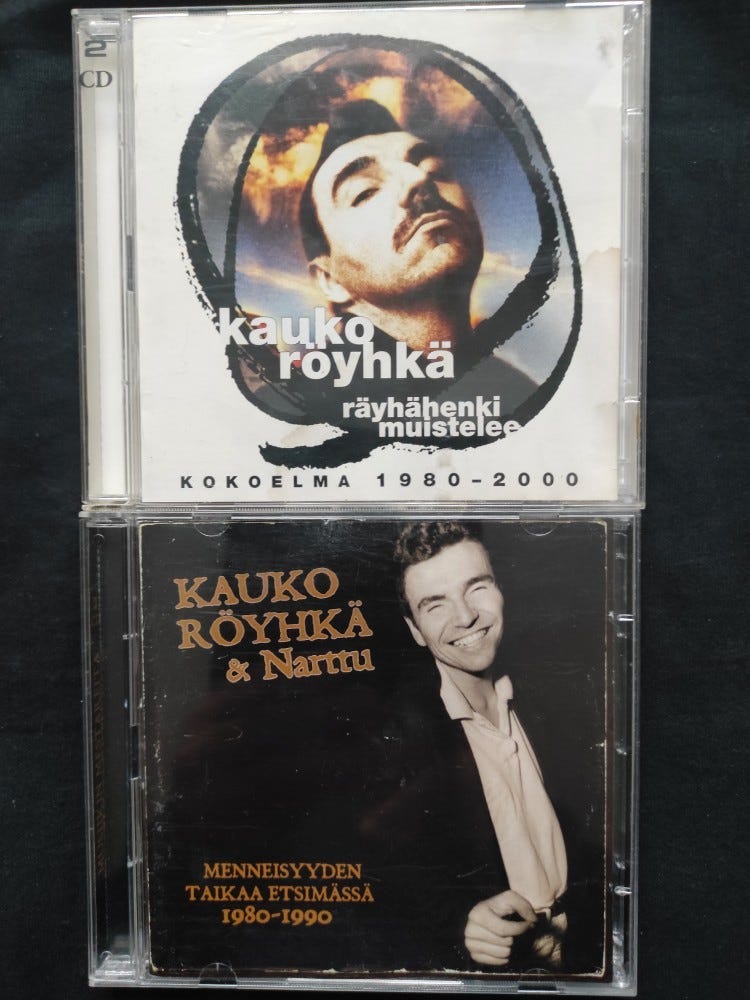 2
CD
kauko
röyhkä
räyhähenki
muistelee
KOKOELMA 1980-2000
KAUKO
RÖYHKÄ
& Narttu
MENNEISYYDEN
TAIKAA ETSIMÄSSÄ
1980-1990